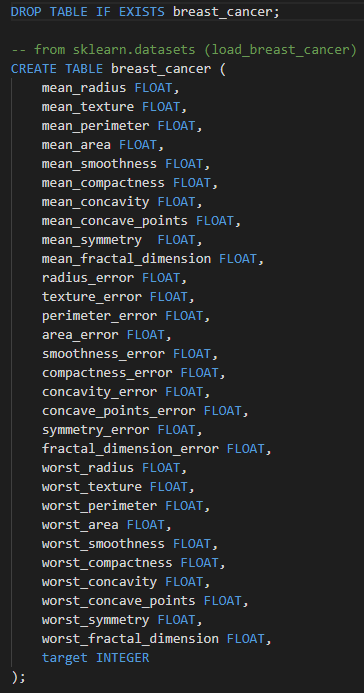 DROP TABLE IF EXISTS breast_cancer;
-- from sklearn.datasets (load_breast_cancer)
CREATE TABLE breast_cancer (
    mean_radius FLOAT,
    mean_texture FLOAT,
    mean_perimeter FLOAT,
    mean_area FLOAT,
    mean_smoothness FLOAT,
    mean_compactness FLOAT,
    mean_concavity FLOAT,
    mean_concave_points FLOAT,
    mean_symmetry  FLOAT,
    mean_fractal_dimension FLOAT,
    radius_error FLOAT,
    texture_error FLOAT,
    perimeter_error FLOAT,
    area_error FLOAT,
    smoothness_error FLOAT,
    compactness_error FLOAT,
    concavity_error FLOAT,
    concave_points_error FLOAT,
    symmetry_error FLOAT,
    fractal_dimension_error FLOAT,
    worst_radius FLOAT,
    worst_texture FLOAT,
    worst_perimeter FLOAT,
    worst_area FLOAT,
    worst_smoothness FLOAT,
    worst_compactness FLOAT,
    worst_concavity FLOAT,
    worst_concave_points FLOAT,
    worst_symmetry FLOAT,
    worst_fractal_dimension FLOAT,
    target INTEGER
);